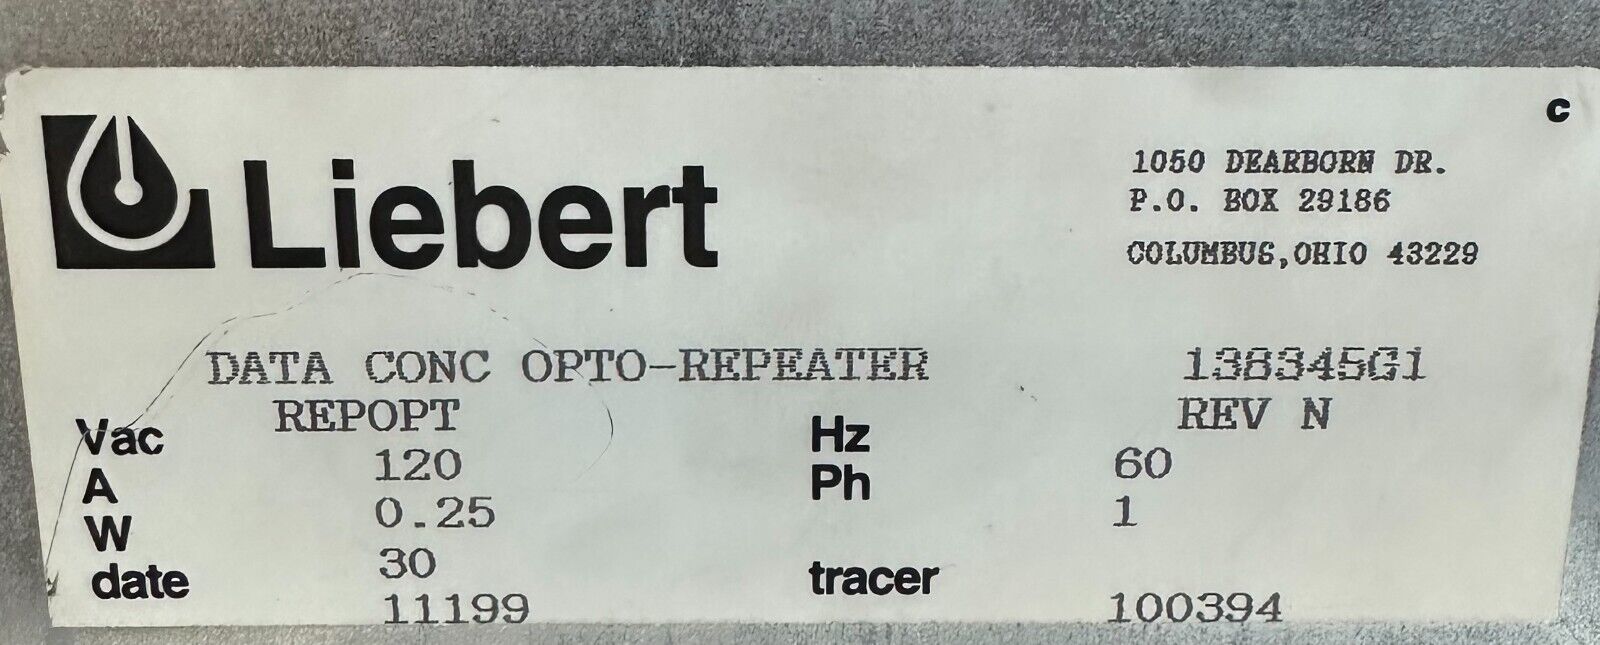 c
Liebert
1050 DEARBORN DR.
P.O. BOX 29186
COLUMBUS,OHIO 43229
DATA CONC OPTO-REPEATER 138345G1
REPOPT REV N
Vac 120 Hz 60
A 0.25 Ph 1
W 30
date 11199 tracer 100394